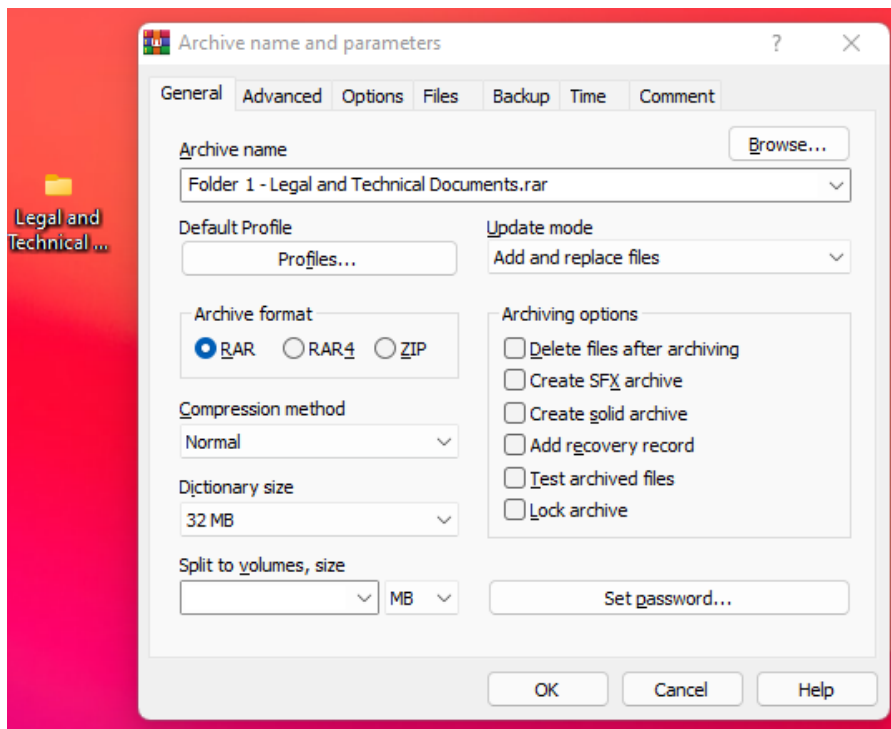 Archive name and parameters
?
General Advanced Options Files Backup Time Comment
Archive name
Browse...
Folder 1 - Legal and Technical Documents.rar
Legal and
Technical ...
Default Profile
Profiles...
Update mode
Add and replace files
Archive format
RAR RAR4 ZIP
Compression method
Normal
Dictionary size
32 MB
Split to volumes, size
MB
Archiving options
Delete files after archiving
Create SFX archive
Create solid archive
Add recovery record
Test archived files
Lock archive
Set password...
OK Cancel Help